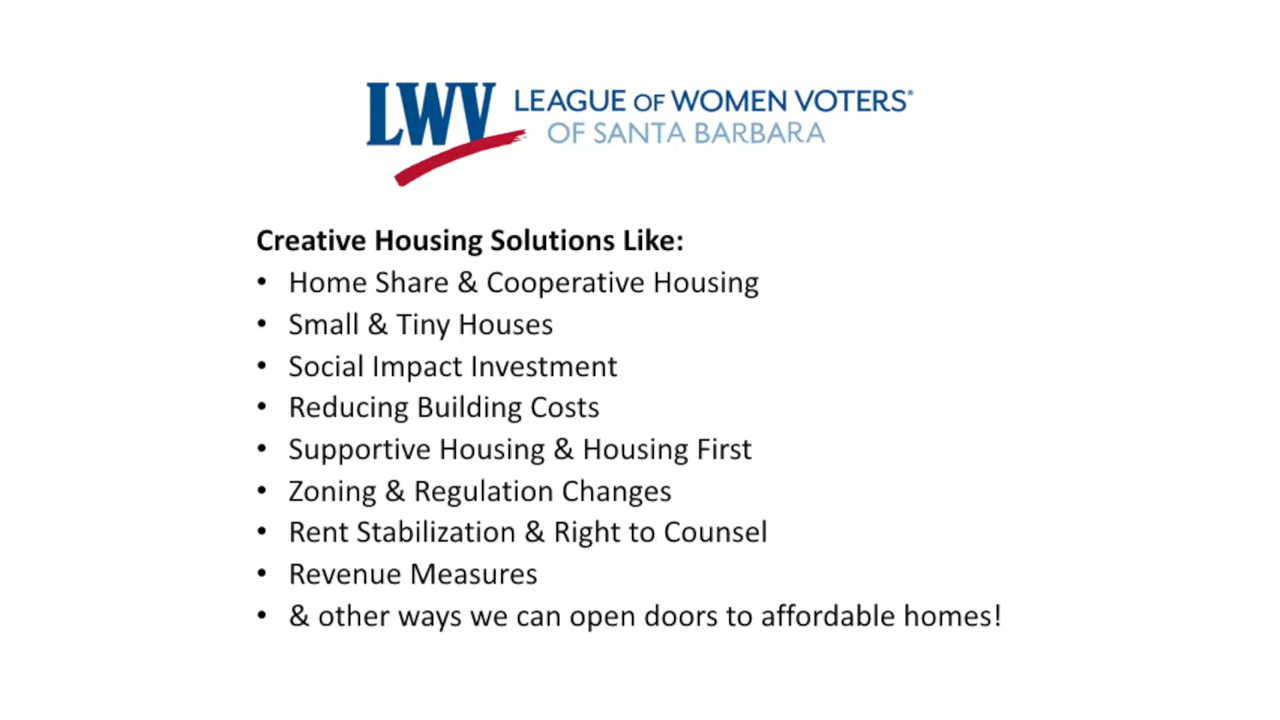 LWV LEAGUE OF WOMEN VOTERS®
OF SANTA BARBARA
Creative Housing Solutions Like:
• Home Share & Cooperative Housing
• Small & Tiny Houses
• Social Impact Investment
• Reducing Building Costs
• Supportive Housing & Housing First
• Zoning & Regulation Changes
• Rent Stabilization & Right to Counsel
• Revenue Measures
• & other ways we can open doors to affordable homes!